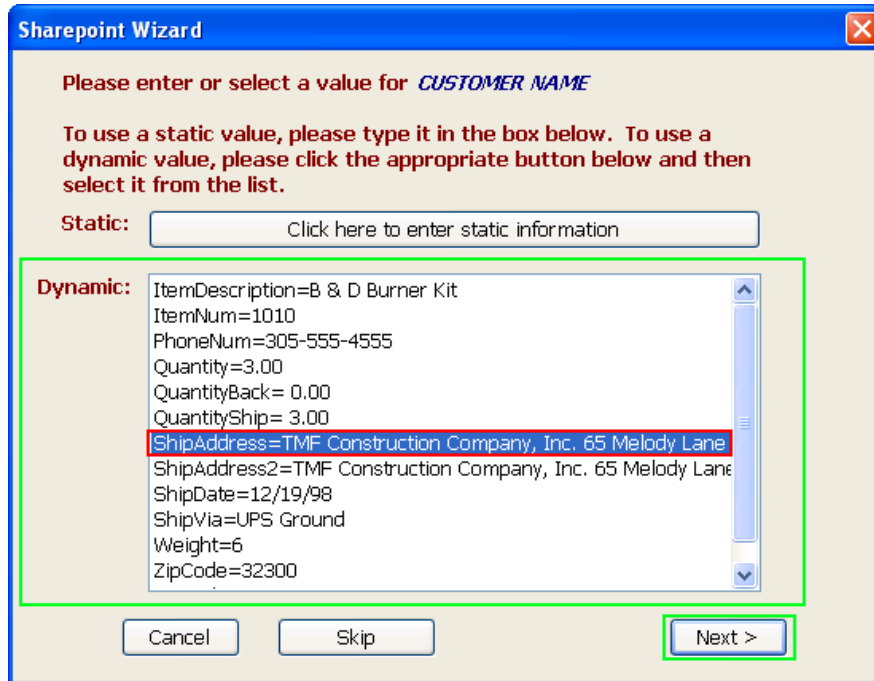 Sharepoint Wizard
Please enter or select a value for CUSTOMER NAME
To use a static value, please type it in the box below. To use a
dynamic value, please click the appropriate button below and then
select it from the list.
Static:
Click here to enter static information
Dynamic:
ItemDescription=B & D Burner Kit
ItemNum=1010
PhoneNum=305-555-4555
Quantity=3.00
QuantityBack= 0.00
QuantityShip= 3.00
ShipAddress=TMF Construction Company, Inc. 65 Melody Lane
ShipAddress2=TMF Construction Company, Inc. 65 Melody Lane
ShipDate=12/19/98
ShipVia=UPS Ground
Weight=6
ZipCode=32300
Cancel
Skip
Next >